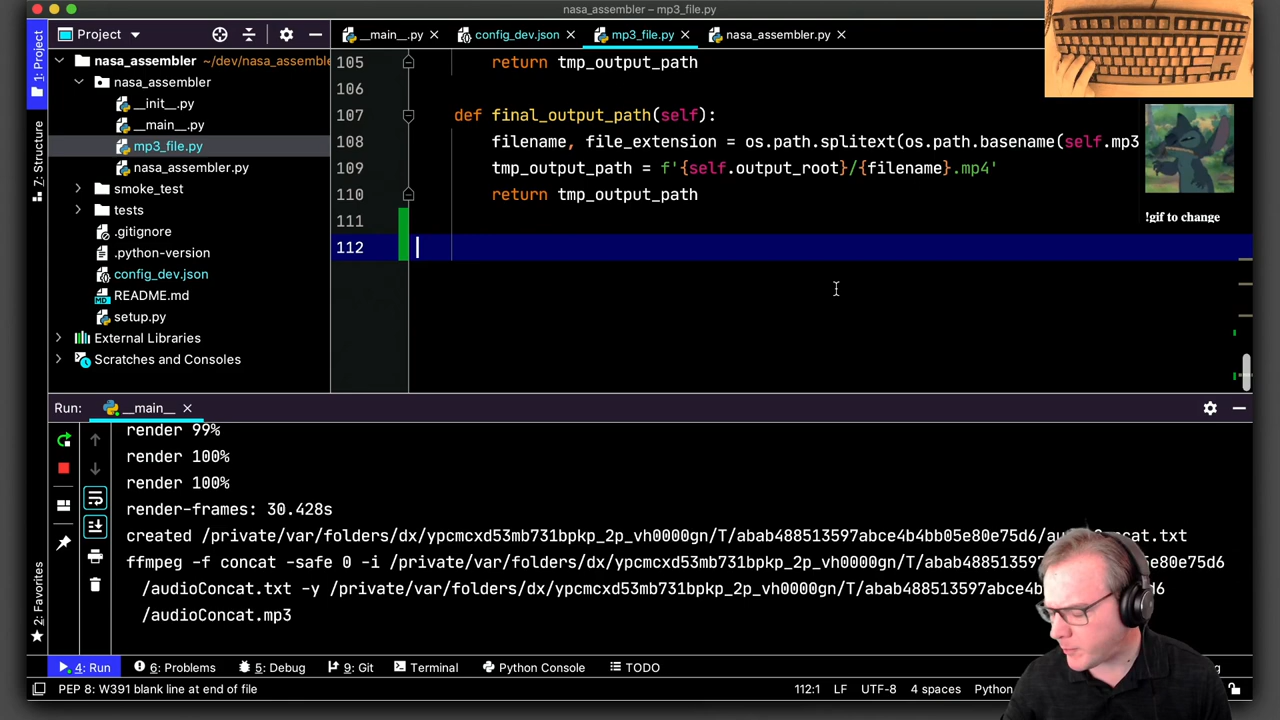 nasa_assembler – mp3_file.py
Project
__main__.py
config_dev.json
mp3_file.py
nasa_assembler.py
1: Project
7: Structure
2: Favorites
nasa_assembler ~/dev/nasa_assemble
nasa_assembler
__init__.py
__main__.py
mp3_file.py
nasa_assembler.py
smoke_test
tests
.gitignore
.python-version
config_dev.json
README.md
setup.py
External Libraries
Scratches and Consoles
105 return tmp_output_path
106
107 def final_output_path(self):
108 filename, file_extension = os.path.splitext(os.path.basename(self.mp3
109 tmp_output_path = f'{self.output_root}/{filename}.mp4'
110 return tmp_output_path
111
112
!gif to change
Run: __main__
render 99%
render 100%
render 100%
render-frames: 30.428s
created /private/var/folders/dx/ypcmcxd53mb731bpkp_2p_vh0000gn/T/abab488513597abce4b4bb05e80e75d6/au
Concat.txt
ffmpeg -f concat -safe 0 -i /private/var/folders/dx/ypcmcxd53mb731bpkp_2p_vh0000gn/T/abab488513597ab
e80e75d6
/audioConcat.txt -y /private/var/folders/dx/ypcmcxd53mb731bpkp_2p_vh0000gn/T/abab488513597abce4b
d6
/audioConcat.mp3
4: Run
6: Problems
5: Debug
9: Git
Terminal
Python Console
TODO
PEP 8: W391 blank line at end of file
112:1 LF UTF-8 4 spaces Python